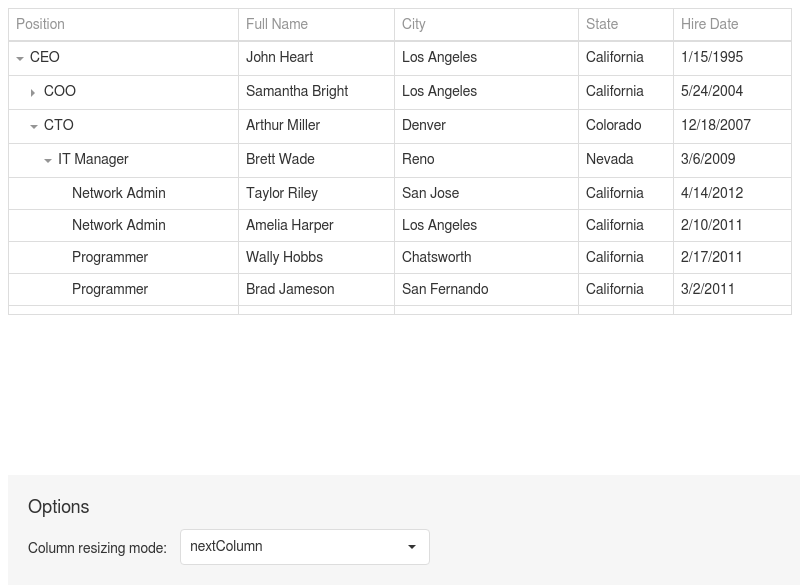 Position Full Name City State Hire Date
CEO John Heart Los Angeles California 1/15/1995
COO Samantha Bright Los Angeles California 5/24/2004
CTO Arthur Miller Denver Colorado 12/18/2007
IT Manager Brett Wade Reno Nevada 3/6/2009
Network Admin Taylor Riley San Jose California 4/14/2012
Network Admin Amelia Harper Los Angeles California 2/10/2011
Programmer Wally Hobbs Chatsworth California 2/17/2011
Programmer Brad Jameson San Fernando California 3/2/2011
Options
Column resizing mode: nextColumn